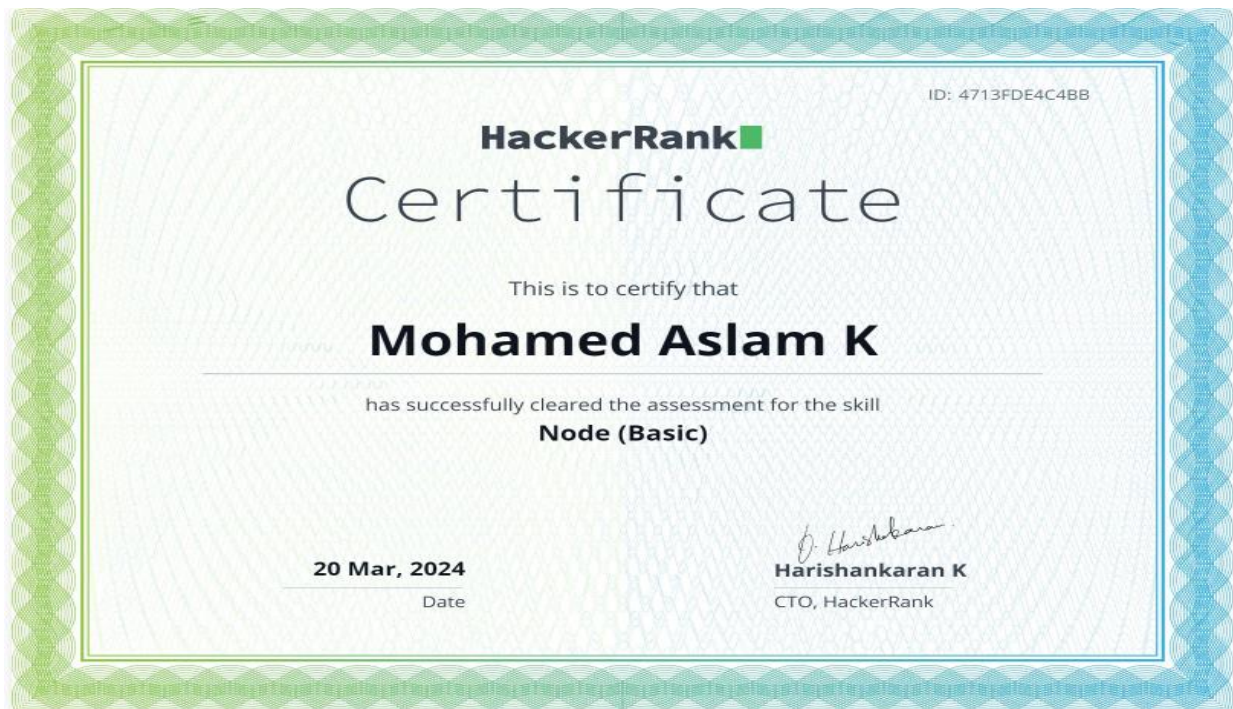 ID: 4713FDE4C4BB
HackerRank
Certificate
This is to certify that
Mohamed Aslam K
has successfully cleared the assessment for the skill
Node (Basic)
20 Mar, 2024
Date
Harishankaran K
CTO, HackerRank